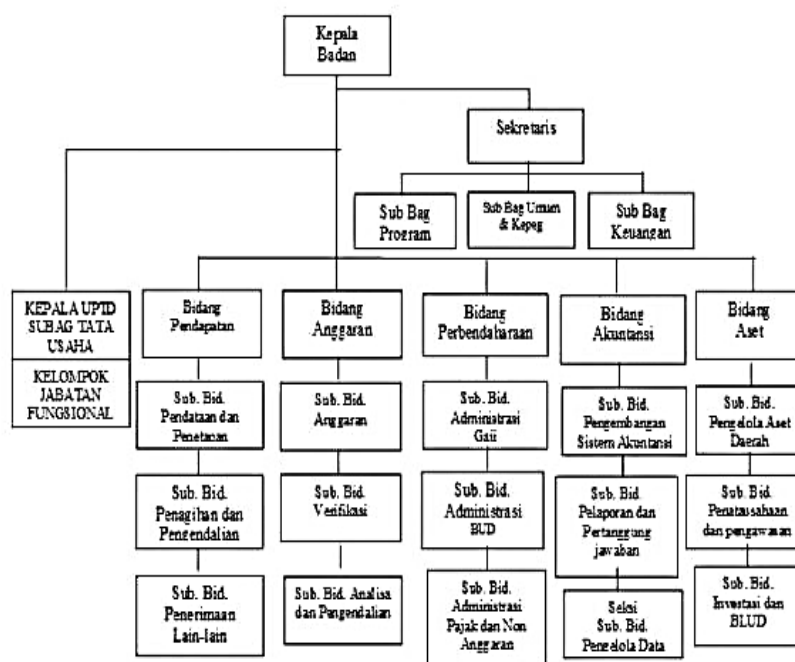 Kepala
Badan
Sekretaris
Sub Bag
Program
Sub Bag Umum
& Kepeg
Sub Bag
Keuangan
KEPALA UPTD
SUBAG TATA
USAHA
KELOMPOK
JABATAN
FUNGSIONAL
Bidang
Pendapatan
Bidang
Anggaran
Bidang
Perbendaharaan
Bidang
Akuntansi
Bidang
Aset
Sub. Bid.
Pendataan dan
Penetapan
Sub. Bid.
Anggaran
Sub. Bid.
Administrasi
Gaji
Sub. Bid.
Pengembangan
Sistem Akuntansi
Sub. Bid.
Pengelola Aset
Daerah
Sub. Bid.
Penagihan dan
Pengendalian
Sub. Bid.
Verifikasi
Sub. Bid.
Administrasi
BUD
Sub. Bid.
Pelaporan dan
Pertanggung
jawaban
Sub. Bid.
Penatausahaan
dan pengawasan
Sub. Bid.
Penerimaan
Lain-lain
Sub. Bid. Analisa
dan Pengendalian
Sub. Bid.
Administrasi
Pajak dan Non
Anggaran
Seksi
Sub. Bid.
Pengelola Data
Sub. Bid.
Investasi dan
BLUD